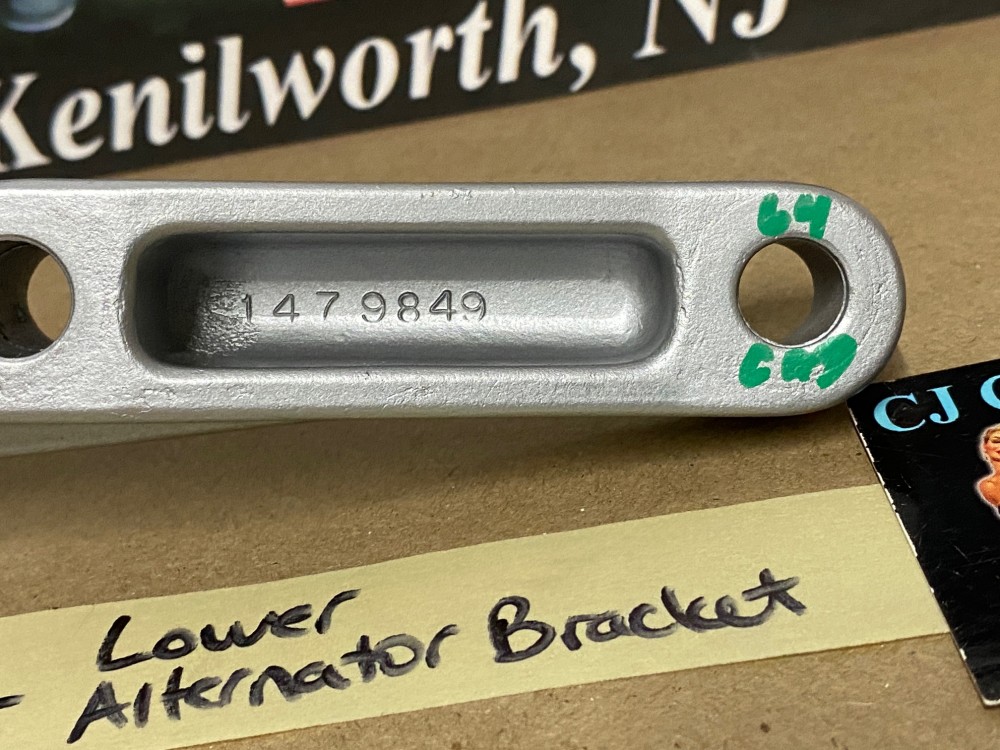 Kenilworth, NJ
1479849
64
CJ
Lower
- Alternator Bracket